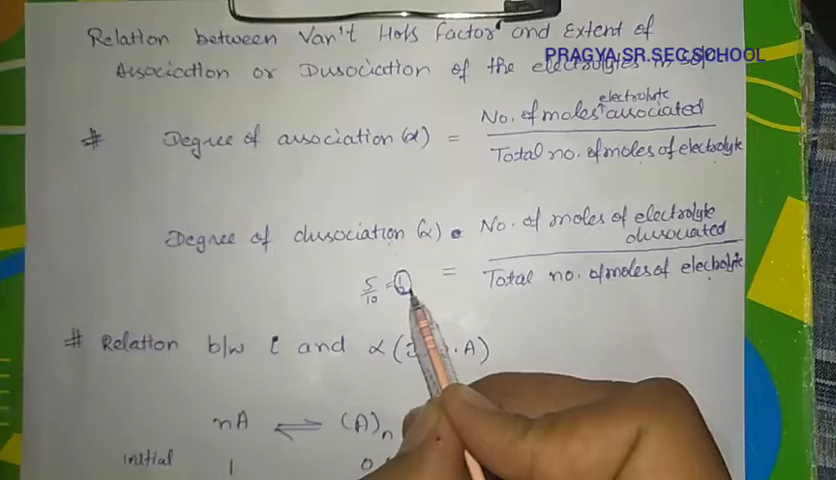 Relation between Van't Hofs Factor and Extent of
PRAGYA.SR.SEC.SCHOOL
Association or Dissociation of the electrolytes in
# Degree of association (α) = No. of moles electrolyte associated
Total no. of moles of electrolyte
Degree of dissociation (α) = No. of moles of electrolyte
dissociated
Total no. of moles of electrolyte
5/10 =
# Relation b/w i and α ( . A)
nA ⇌ (A)n
initial 1 0